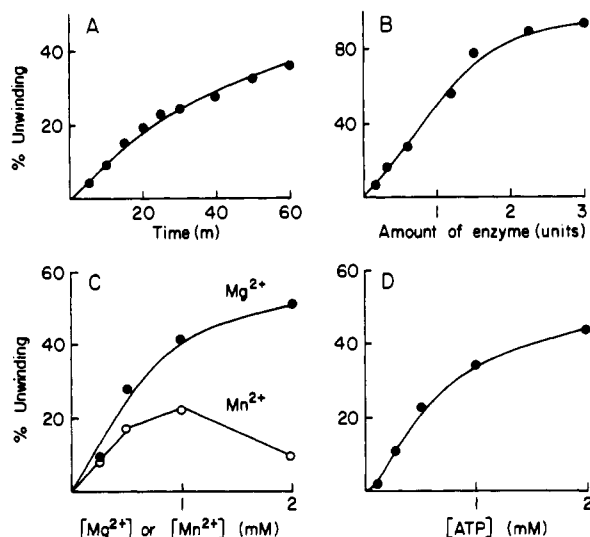 A
% Unwinding
40
20
20
40
60
Time (m)
B
80
40
1
2
3
Amount of enzyme (units)
C
% Unwinding
60
40
20
Mg²⁺
Mn²⁺
1
2
[Mg²⁺] or [Mn²⁺] (mM)
D
60
40
20
1
2
[ATP] (mM)